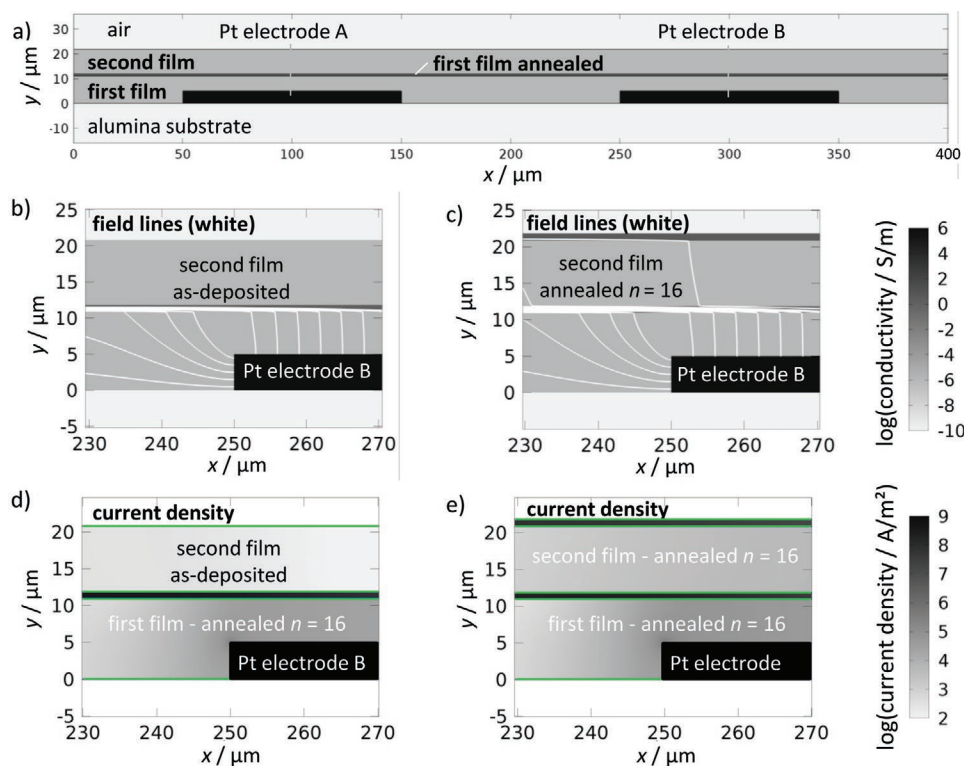 a)
air
Pt electrode A
Pt electrode B
second film
first film annealed
first film
alumina substrate
y / µm
30
20
10
0
-10
0
50
100
150
200
250
300
350
400
x / µm
b)
field lines (white)
second film
as-deposited
Pt electrode B
y / µm
25
20
15
10
5
0
-5
230
240
250
260
270
x / µm
c)
field lines (white)
second film
annealed n = 16
Pt electrode B
y / µm
25
20
15
10
5
0
230
240
250
260
270
x / µm
log(conductivity / S/m)
6
4
2
0
-2
-4
-6
-8
-10
d)
current density
second film
as-deposited
first film - annealed n = 16
Pt electrode B
y / µm
20
15
10
5
0
-5
230
240
250
260
270
x / µm
e)
current density
second film - annealed n = 16
first film - annealed n = 16
Pt electrode
y / µm
20
15
10
5
0
-5
230
240
250
260
270
x / µm
log(current density / A/m²)
9
8
7
6
5
4
3
2